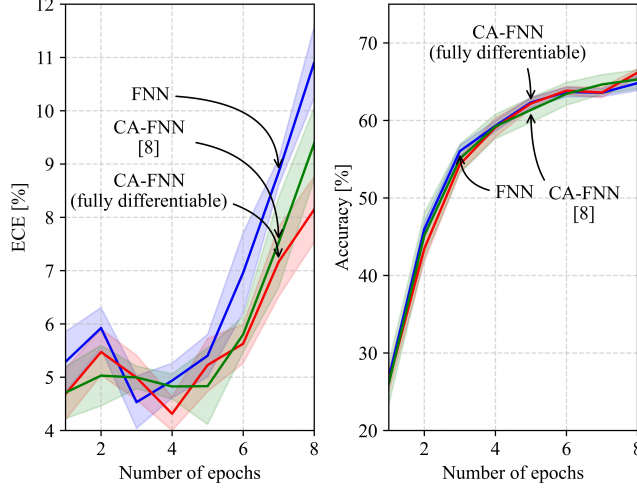 12
11
10
9
8
7
6
5
4
ECE [%]
FNN
CA-FNN
[8]
CA-FNN
(fully differentiable)
2
4
6
8
Number of epochs
70
60
50
40
30
20
Accuracy [%]
CA-FNN
(fully differentiable)
FNN
CA-FNN
[8]
2
4
6
8
Number of epochs